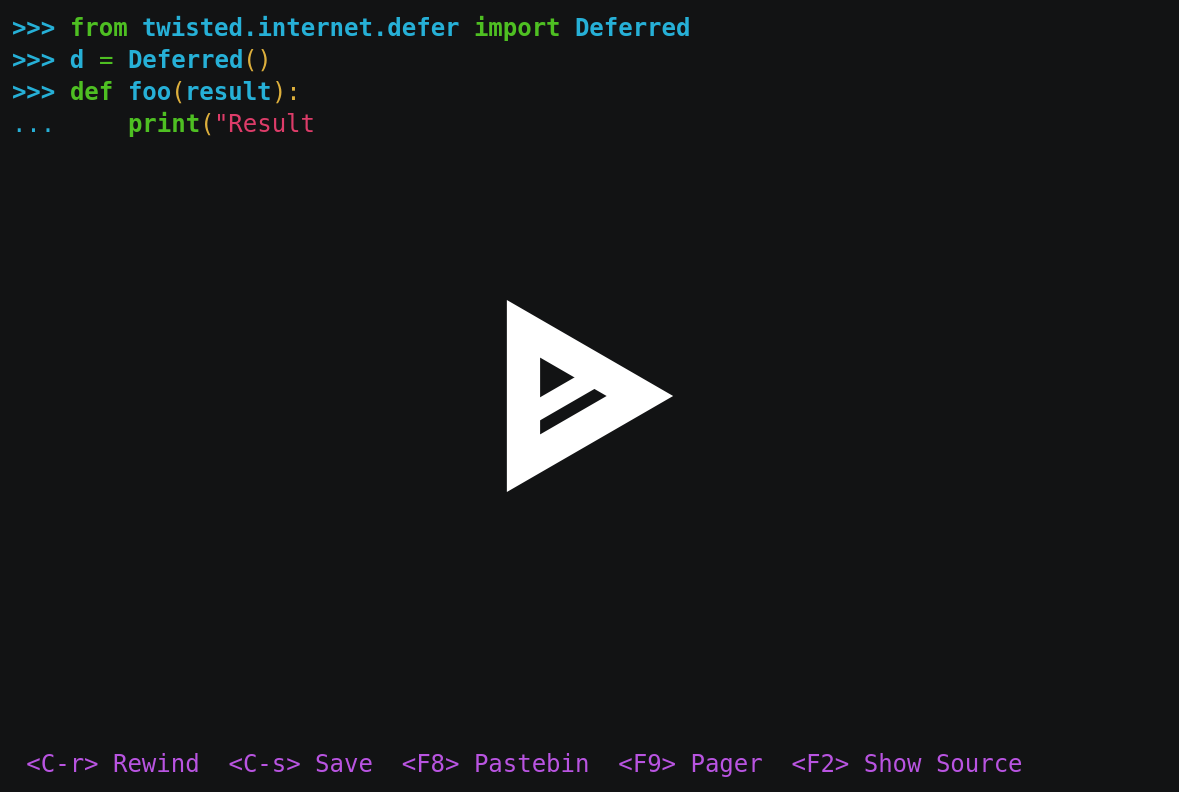 >>> from twisted.internet.defer import Deferred
>>> d = Deferred()
>>> def foo(result):
...     print("Result
<C-r> Rewind  <C-s> Save  <F8> Pastebin  <F9> Pager  <F2> Show Source